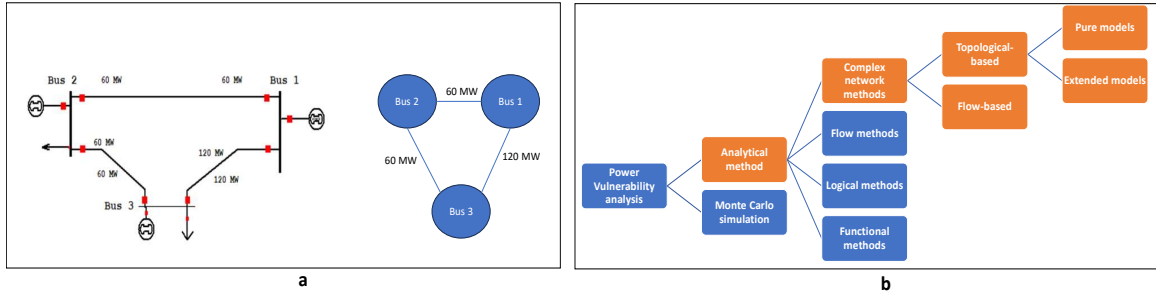 60 MW
60 MW
Bus 2
Bus 1
60 MW
60 MW
120 MW
120 MW
Bus 3
Bus 2
60 MW
Bus 1
60 MW
120 MW
Bus 3
a
Power
Vulnerability
analysis
Analytical
method
Monte Carlo
simulation
Complex
network
methods
Flow methods
Logical methods
Functional
methods
Topological-
based
Flow-based
Pure models
Extended models
b